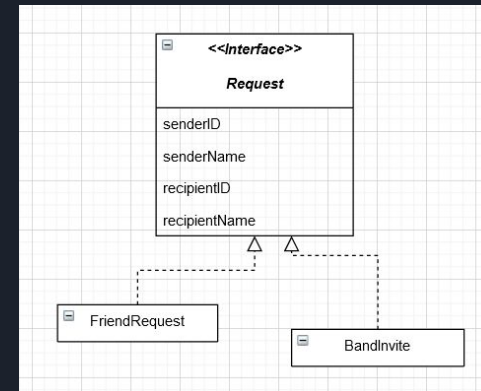 <<Interface>>
Request
senderID
senderName
recipientID
recipientName
FriendRequest
BandInvite